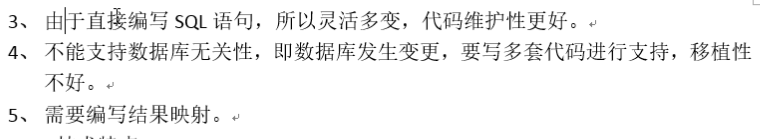 3、 由于直接编写 SQL 语句，所以灵活多变，代码维护性更好。
4、 不能支持数据库无关性，即数据库发生变更，要写多套代码进行支持，移植性
不好。
5、 需要编写结果映射。